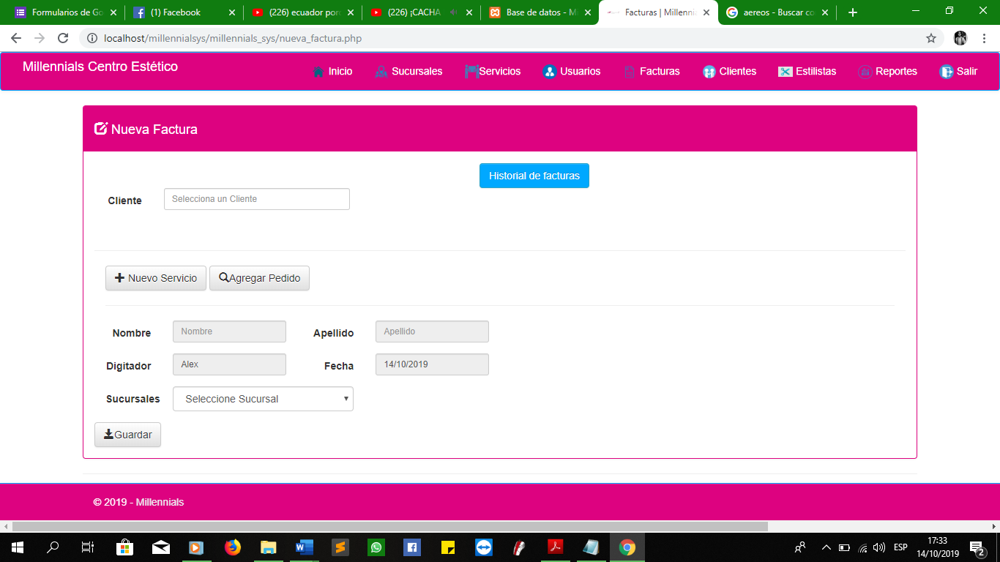 Formularios de Go
(1) Facebook
(226) ecuador por
(226) ¡CACHA
Base de datos - M
Facturas | Millenni
aereos - Buscar co
localhost/millennialsys/millennials_sys/nueva_factura.php
Millennials Centro Estético
Inicio
Sucursales
Servicios
Usuarios
Facturas
Clientes
Estilistas
Reportes
Salir
Nueva Factura
Historial de facturas
Cliente
Selecciona un Cliente
Nuevo Servicio
Agregar Pedido
Nombre
Nombre
Apellido
Apellido
Digitador
Alex
Fecha
14/10/2019
Sucursales
Seleccione Sucursal
Guardar
© 2019 - Millennials
ESP
17:33
14/10/2019
2